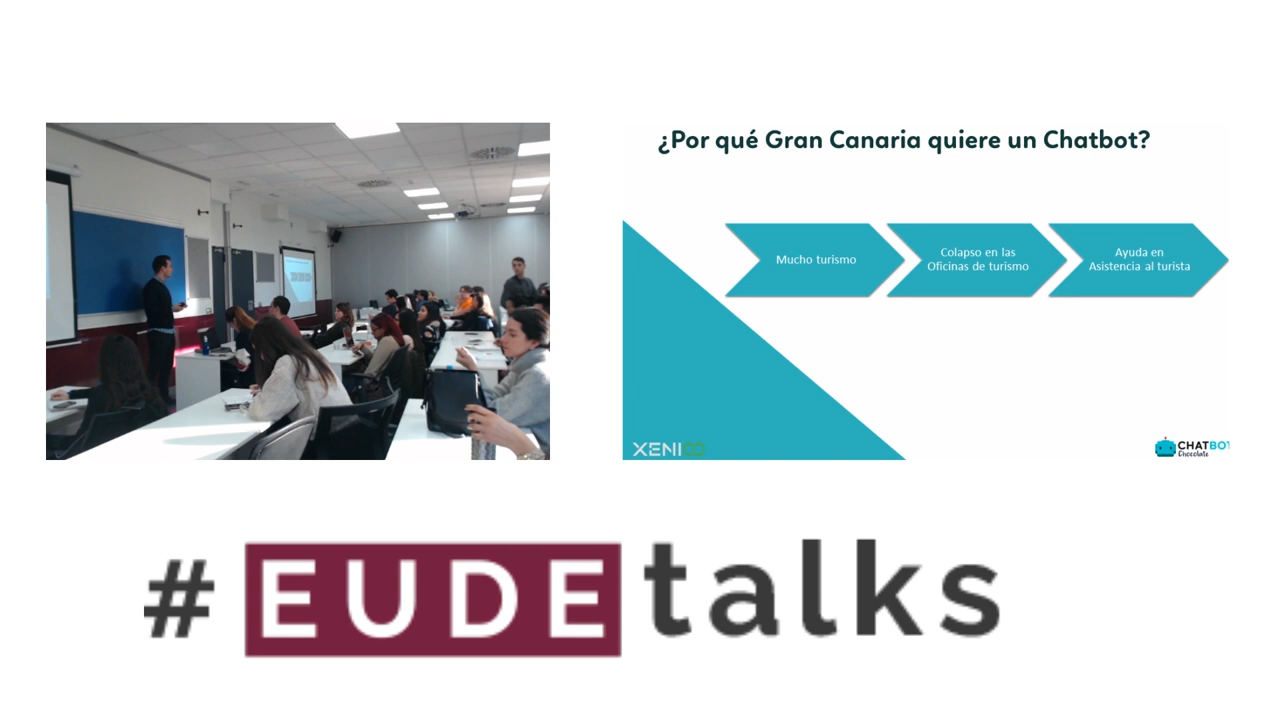 ¿Por qué Gran Canaria quiere un Chatbot?
Mucho turismo
Colapso en las
Oficinas de turismo
Ayuda en
Asistencia al turista
XENIOO
CHATBOT
Chocolate
#EUDEtalks